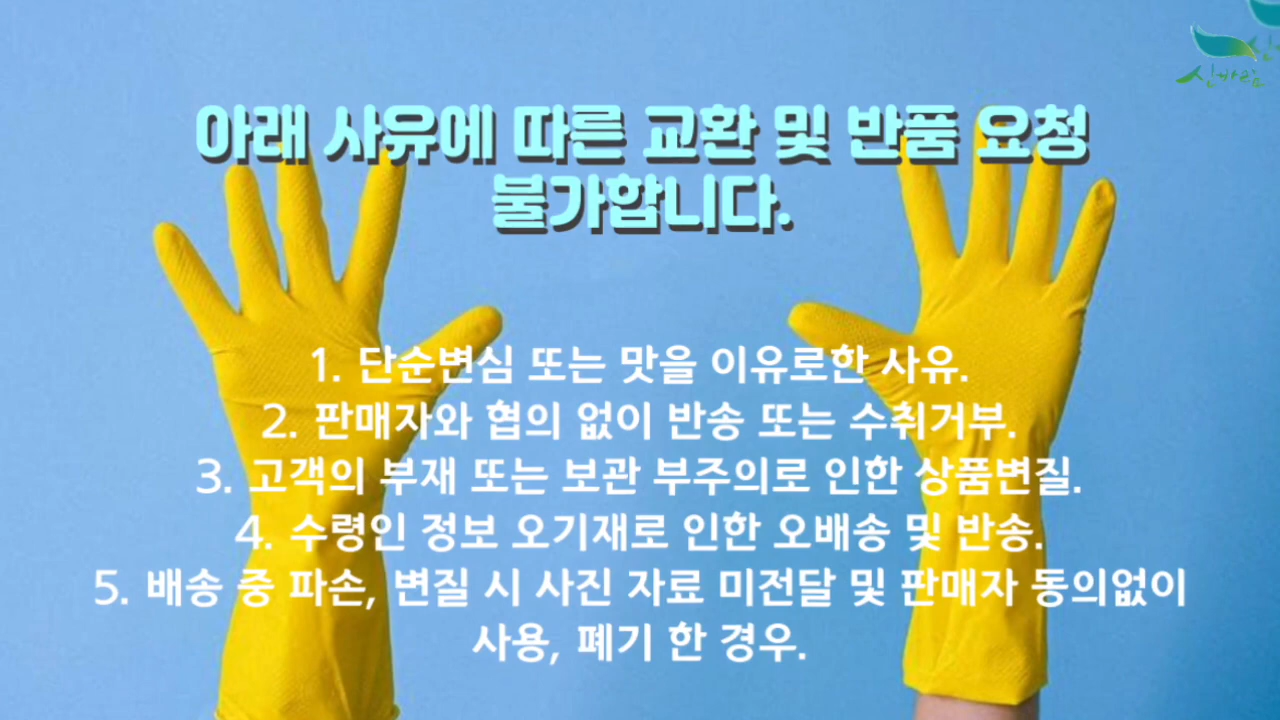 신바람
아래 사유에 따른 교환 및 반품 요청
불가합니다.
1. 단순변심 또는 맛을 이유로한 사유.
2. 판매자와 협의 없이 반송 또는 수취거부.
3. 고객의 부재 또는 보관 부주의로 인한 상품변질.
4. 수령인 정보 오기재로 인한 오배송 및 반송.
5. 배송 중 파손, 변질 시 사진 자료 미전달 및 판매자 동의없이
사용, 폐기 한 경우.